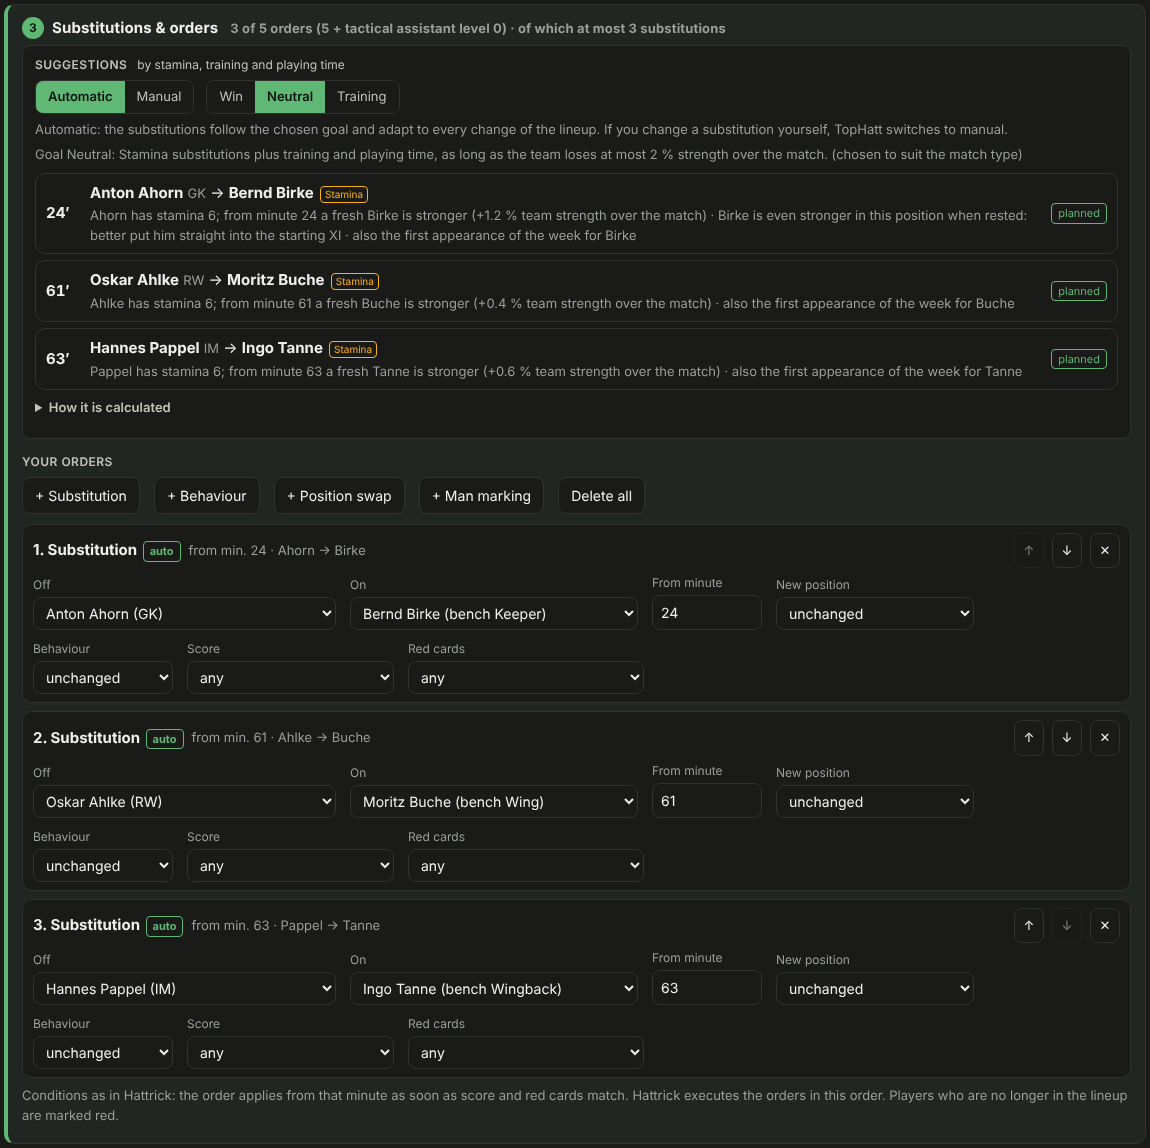 3 Substitutions & orders 3 of 5 orders (5 + tactical assistant level 0) · of which at most 3 substitutions
SUGGESTIONS by stamina, training and playing time
Automatic Manual Win Neutral Training
Automatic: the substitutions follow the chosen goal and adapt to every change of the lineup. If you change a substitution yourself, TopHatt switches to manual.
Goal Neutral: Stamina substitutions plus training and playing time, as long as the team loses at most 2 % strength over the match. (chosen to suit the match type)
24′ Anton Ahorn GK → Bernd Birke Stamina
Ahorn has stamina 6; from minute 24 a fresh Birke is stronger (+1.2 % team strength over the match) · Birke is even stronger in this position when rested:
better put him straight into the starting XI · also the first appearance of the week for Birke
planned
61′ Oskar Ahlke RW → Moritz Buche Stamina
Ahlke has stamina 6; from minute 61 a fresh Buche is stronger (+0.4 % team strength over the match) · also the first appearance of the week for Buche
planned
63′ Hannes Pappel IM → Ingo Tanne Stamina
Pappel has stamina 6; from minute 63 a fresh Tanne is stronger (+0.6 % team strength over the match) · also the first appearance of the week for Tanne
planned
▶ How it is calculated
YOUR ORDERS
+ Substitution + Behaviour + Position swap + Man marking Delete all
1. Substitution auto from min. 24 · Ahorn → Birke ↑ ↓ ×
Off On From minute New position
Anton Ahorn (GK) Bernd Birke (bench Keeper) 24 unchanged
Behaviour Score Red cards
unchanged any any
2. Substitution auto from min. 61 · Ahlke → Buche ↑ ↓ ×
Off On From minute New position
Oskar Ahlke (RW) Moritz Buche (bench Wing) 61 unchanged
Behaviour Score Red cards
unchanged any any
3. Substitution auto from min. 63 · Pappel → Tanne ↑ ↓ ×
Off On From minute New position
Hannes Pappel (IM) Ingo Tanne (bench Wingback) 63 unchanged
Behaviour Score Red cards
unchanged any any
Conditions as in Hattrick: the order applies from that minute as soon as score and red cards match. Hattrick executes the orders in this order. Players who are no longer in the lineup
are marked red.